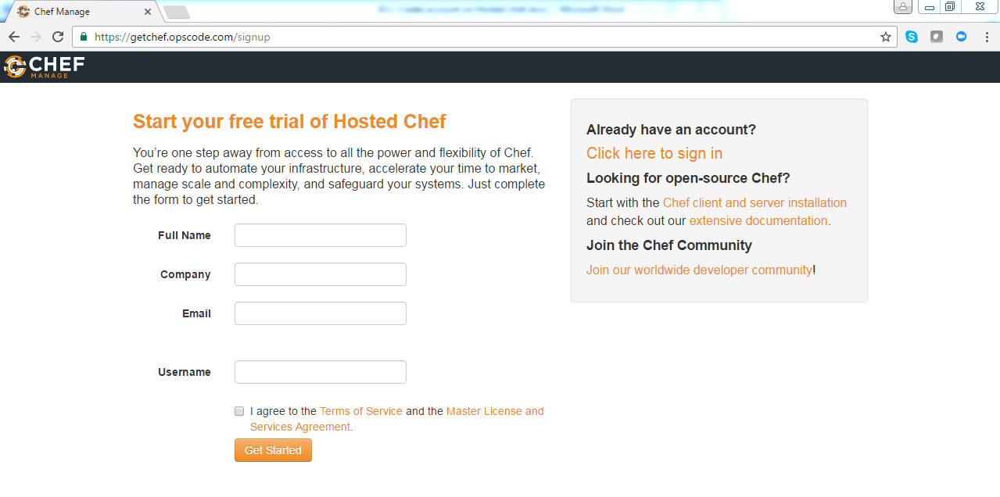 Chef Manage
https://getchef.opscode.com/signup
CHEF
MANAGE
Start your free trial of Hosted Chef
You’re one step away from access to all the power and flexibility of Chef.
Get ready to automate your infrastructure, accelerate your time to market,
manage scale and complexity, and safeguard your systems. Just complete
the form to get started.
Full Name
Company
Email
Username
I agree to the Terms of Service and the Master License and
Services Agreement.
Get Started
Already have an account?
Click here to sign in
Looking for open-source Chef?
Start with the Chef client and server installation
and check out our extensive documentation.
Join the Chef Community
Join our worldwide developer community!